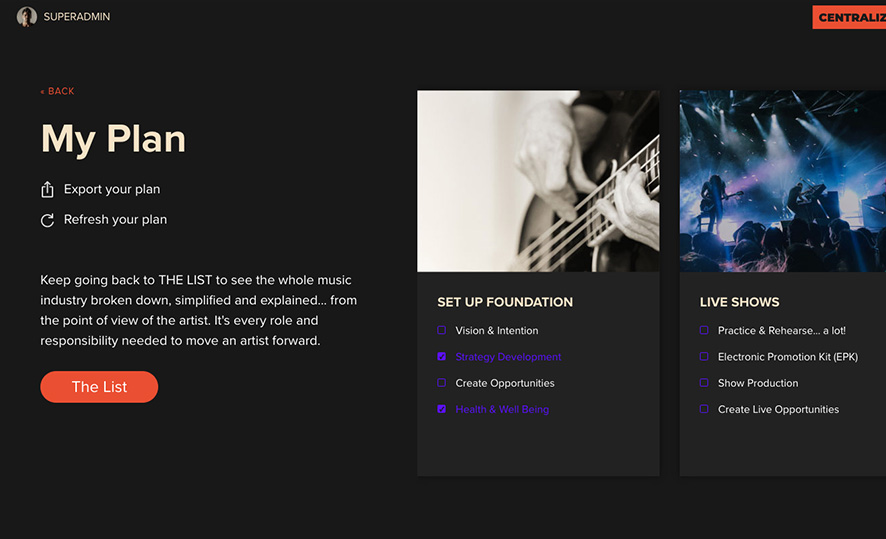 SUPERADMIN
« BACK
My Plan
Export your plan
Refresh your plan
Keep going back to THE LIST to see the whole music
industry broken down, simplified and explained... from
the point of view of the artist. It's every role and
responsibility needed to move an artist forward.
The List
SET UP FOUNDATION
Vision & Intention
Strategy Development
Create Opportunities
Health & Well Being
CENTRALIZ
LIVE SHOWS
Practice & Rehearse... a lot!
Electronic Promotion Kit (EPK)
Show Production
Create Live Opportunities